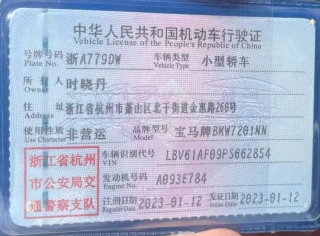 中华人民共和国机动车行驶证
Vehicle License of the People's Republic of China
号牌号码 浙A779DW 车辆类型 小型轿车
Plate No. Vehicle Type
所有人 时晓丹
Owner
住址 浙江省杭州市萧山区北干街道金惠路260号
Address
使用性质 非营运 品牌型号 宝马牌BMW7201NN
Use Character Model
浙江省杭州 车辆识别代号 LBV61AF09PS662854
VIN
市公安局交 发动机号码 A093E784
Engine No.
通警察支队 注册日期 2023-01-12 发证日期 2023-01-12
Register Date Issue Date